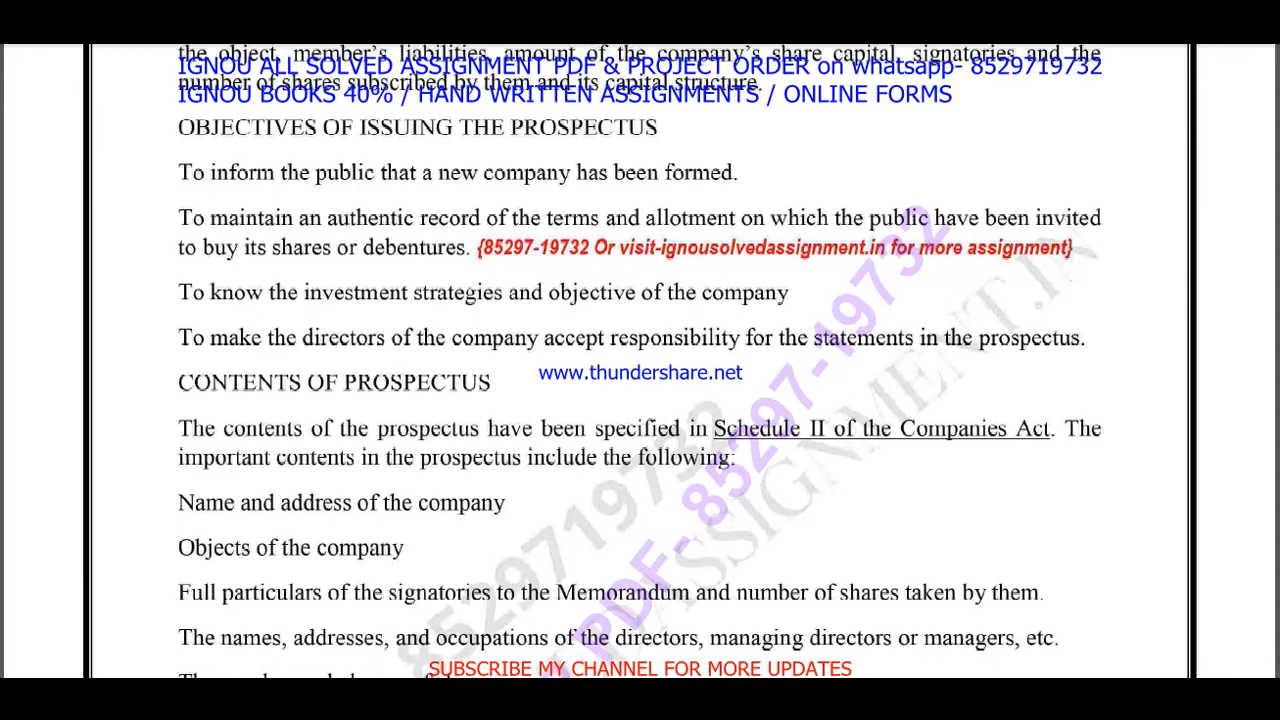 the object, member's liabilities, amount of the company's share capital, signatories and the
IGNOU ALL SOLVED ASSIGNMENT PDF & PROJECT ORDER on whatsapp- 8529719732
number of shares subscribed by them and its capital structure.
IGNOU BOOKS 40% / HAND WRITTEN ASSIGNMENTS / ONLINE FORMS
OBJECTIVES OF ISSUING THE PROSPECTUS
To inform the public that a new company has been formed.
To maintain an authentic record of the terms and allotment on which the public have been invited
to buy its shares or debentures. {85297-19732 Or visit-ignousolvedassignment.in for more assignment}
To know the investment strategies and objective of the company
To make the directors of the company accept responsibility for the statements in the prospectus.
www.thundershare.net
CONTENTS OF PROSPECTUS
The contents of the prospectus have been specified in Schedule II of the Companies Act. The
important contents in the prospectus include the following:
Name and address of the company
Objects of the company
Full particulars of the signatories to the Memorandum and number of shares taken by them.
The names, addresses, and occupations of the directors, managing directors or managers, etc.
SUBSCRIBE MY CHANNEL FOR MORE UPDATES
8529719732
PDF- 85297-19732
ASSIGNMENT.IN